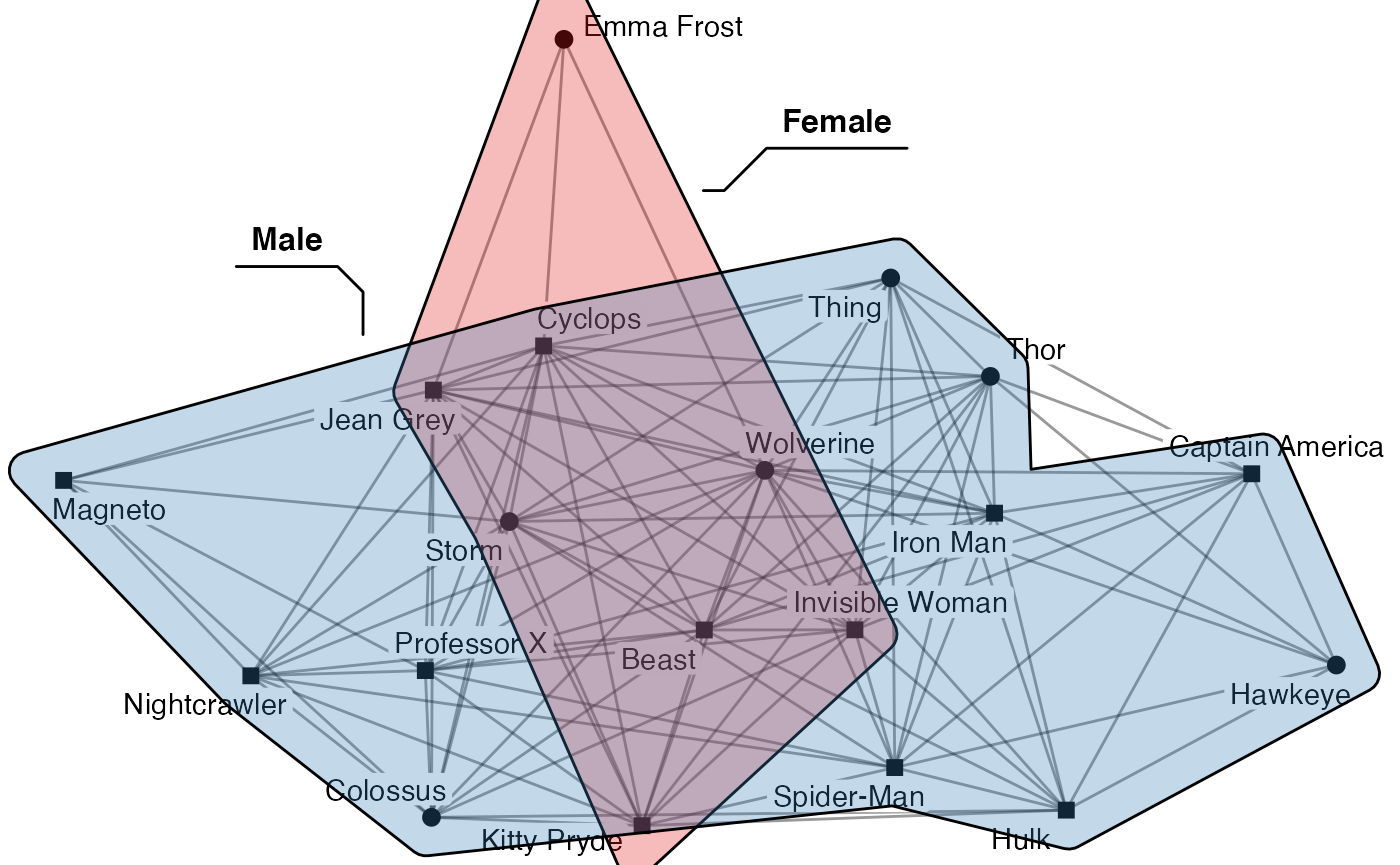 Emma Frost
Female
Male
Thing
Cyclops
Thor
Jean Grey
Wolverine
Captain America
Magneto
Storm
Iron Man
Invisible Woman
Professor X
Beast
Nightcrawler
Hawkeye
Colossus
Spider-Man
Kitty Pryde
Hulk